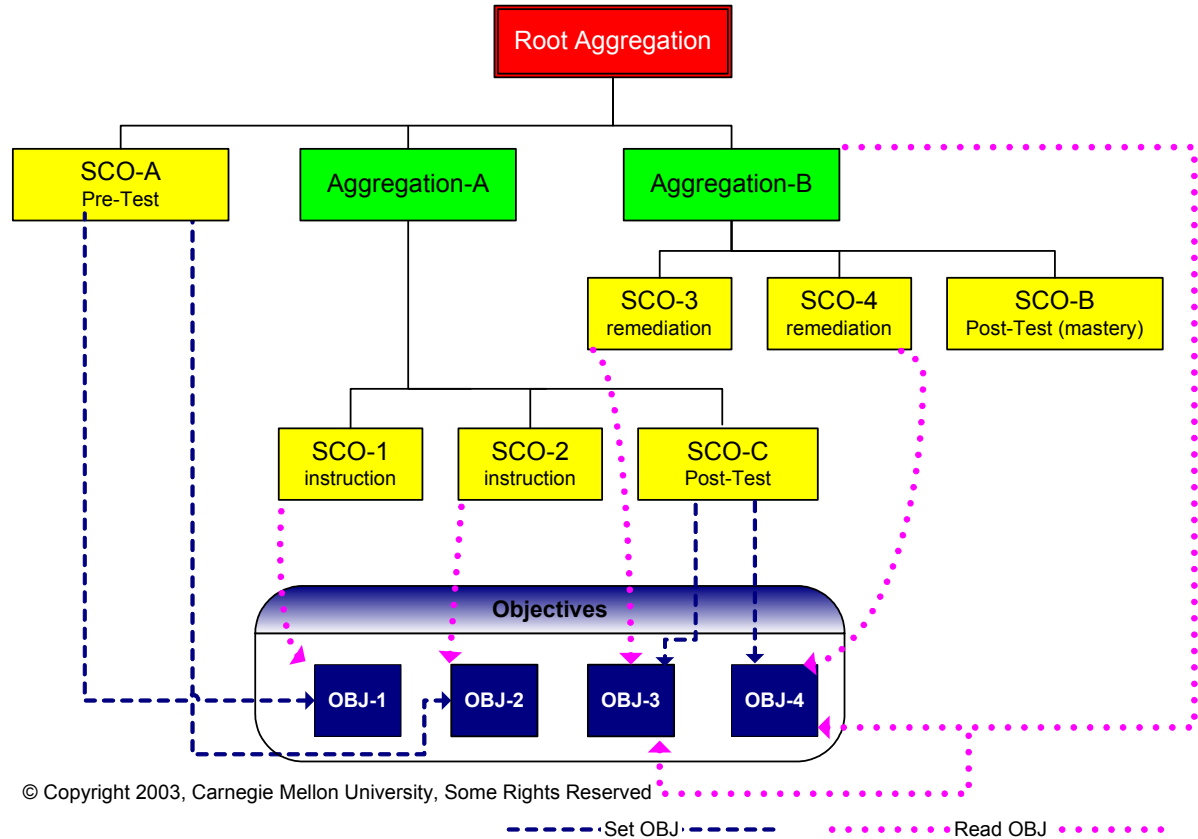 Root Aggregation
SCO-A
Pre-Test
Aggregation-A
Aggregation-B
SCO-3
remediation
SCO-4
remediation
SCO-B
Post-Test (mastery)
SCO-1
instruction
SCO-2
instruction
SCO-C
Post-Test
Objectives
OBJ-1
OBJ-2
OBJ-3
OBJ-4
© Copyright 2003, Carnegie Mellon University, Some Rights Reserved
Set OBJ
Read OBJ